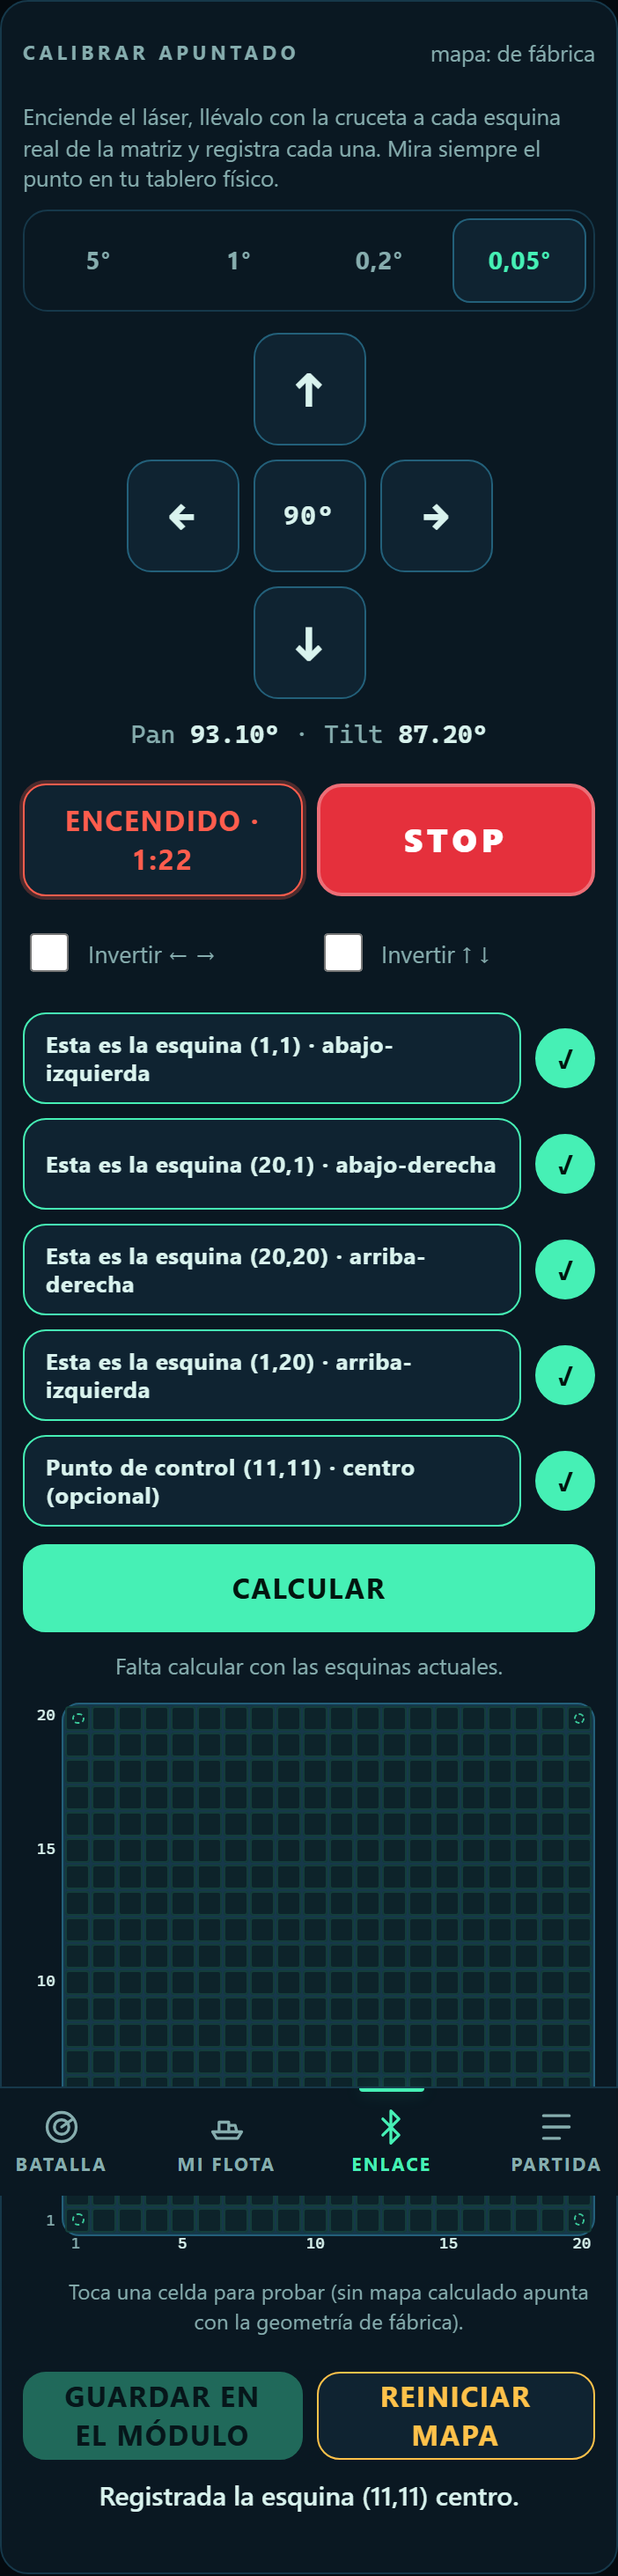 CALIBRAR APUNTADO
mapa: de fábrica
Enciende el láser, llévalo con la cruceta a cada esquina
real de la matriz y registra cada una. Mira siempre el
punto en tu tablero físico.
5° 1° 0,2° 0,05°
↑
← 90° →
↓
Pan 93.10° · Tilt 87.20°
ENCENDIDO ·
1:22
STOP
Invertir ← →
Invertir ↑ ↓
Esta es la esquina (1,1) · abajo-
izquierda
✓
Esta es la esquina (20,1) · abajo-derecha
✓
Esta es la esquina (20,20) · arriba-
derecha
✓
Esta es la esquina (1,20) · arriba-
izquierda
✓
Punto de control (11,11) · centro
(opcional)
✓
CALCULAR
Falta calcular con las esquinas actuales.
20
15
10
BATALLA
MI FLOTA
ENLACE
PARTIDA
1
1 5 10 15 20
Toca una celda para probar (sin mapa calculado apunta
con la geometría de fábrica).
GUARDAR EN
EL MÓDULO
REINICIAR
MAPA
Registrada la esquina (11,11) centro.